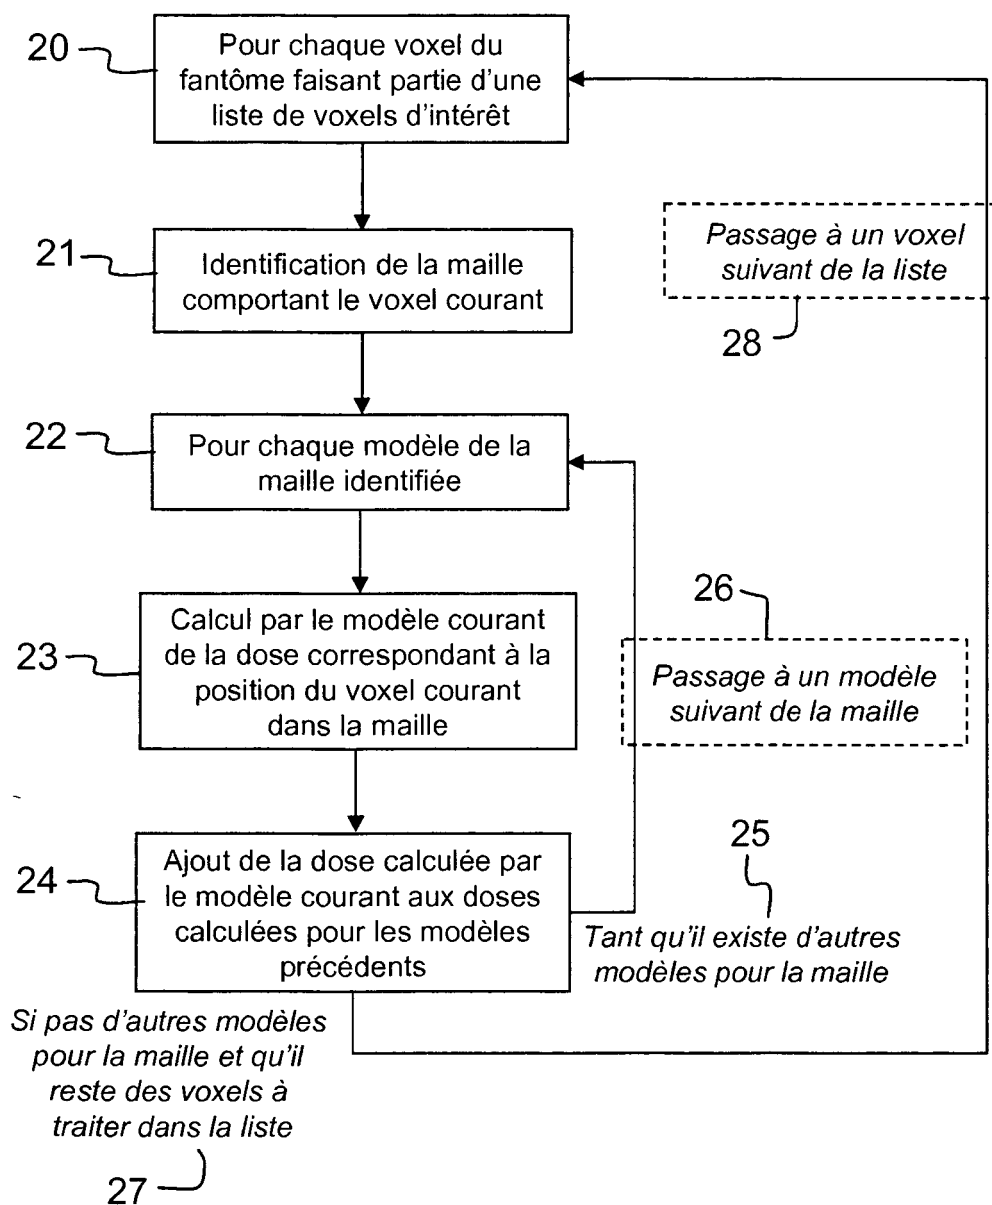 20
Pour chaque voxel du
fantôme faisant partie d'une
liste de voxels d'intérêt
21
Identification de la maille
comportant le voxel courant
Passage à un voxel
suivant de la liste
28
22
Pour chaque modèle de la
maille identifiée
23
Calcul par le modèle courant
de la dose correspondant à la
position du voxel courant
dans la maille
26
Passage à un modèle
suivant de la maille
24
Ajout de la dose calculée par
le modèle courant aux doses
calculées pour les modèles
précédents
25
Tant qu'il existe d'autres
modèles pour la maille
Si pas d'autres modèles
pour la maille et qu'il
reste des voxels à
traiter dans la liste
27